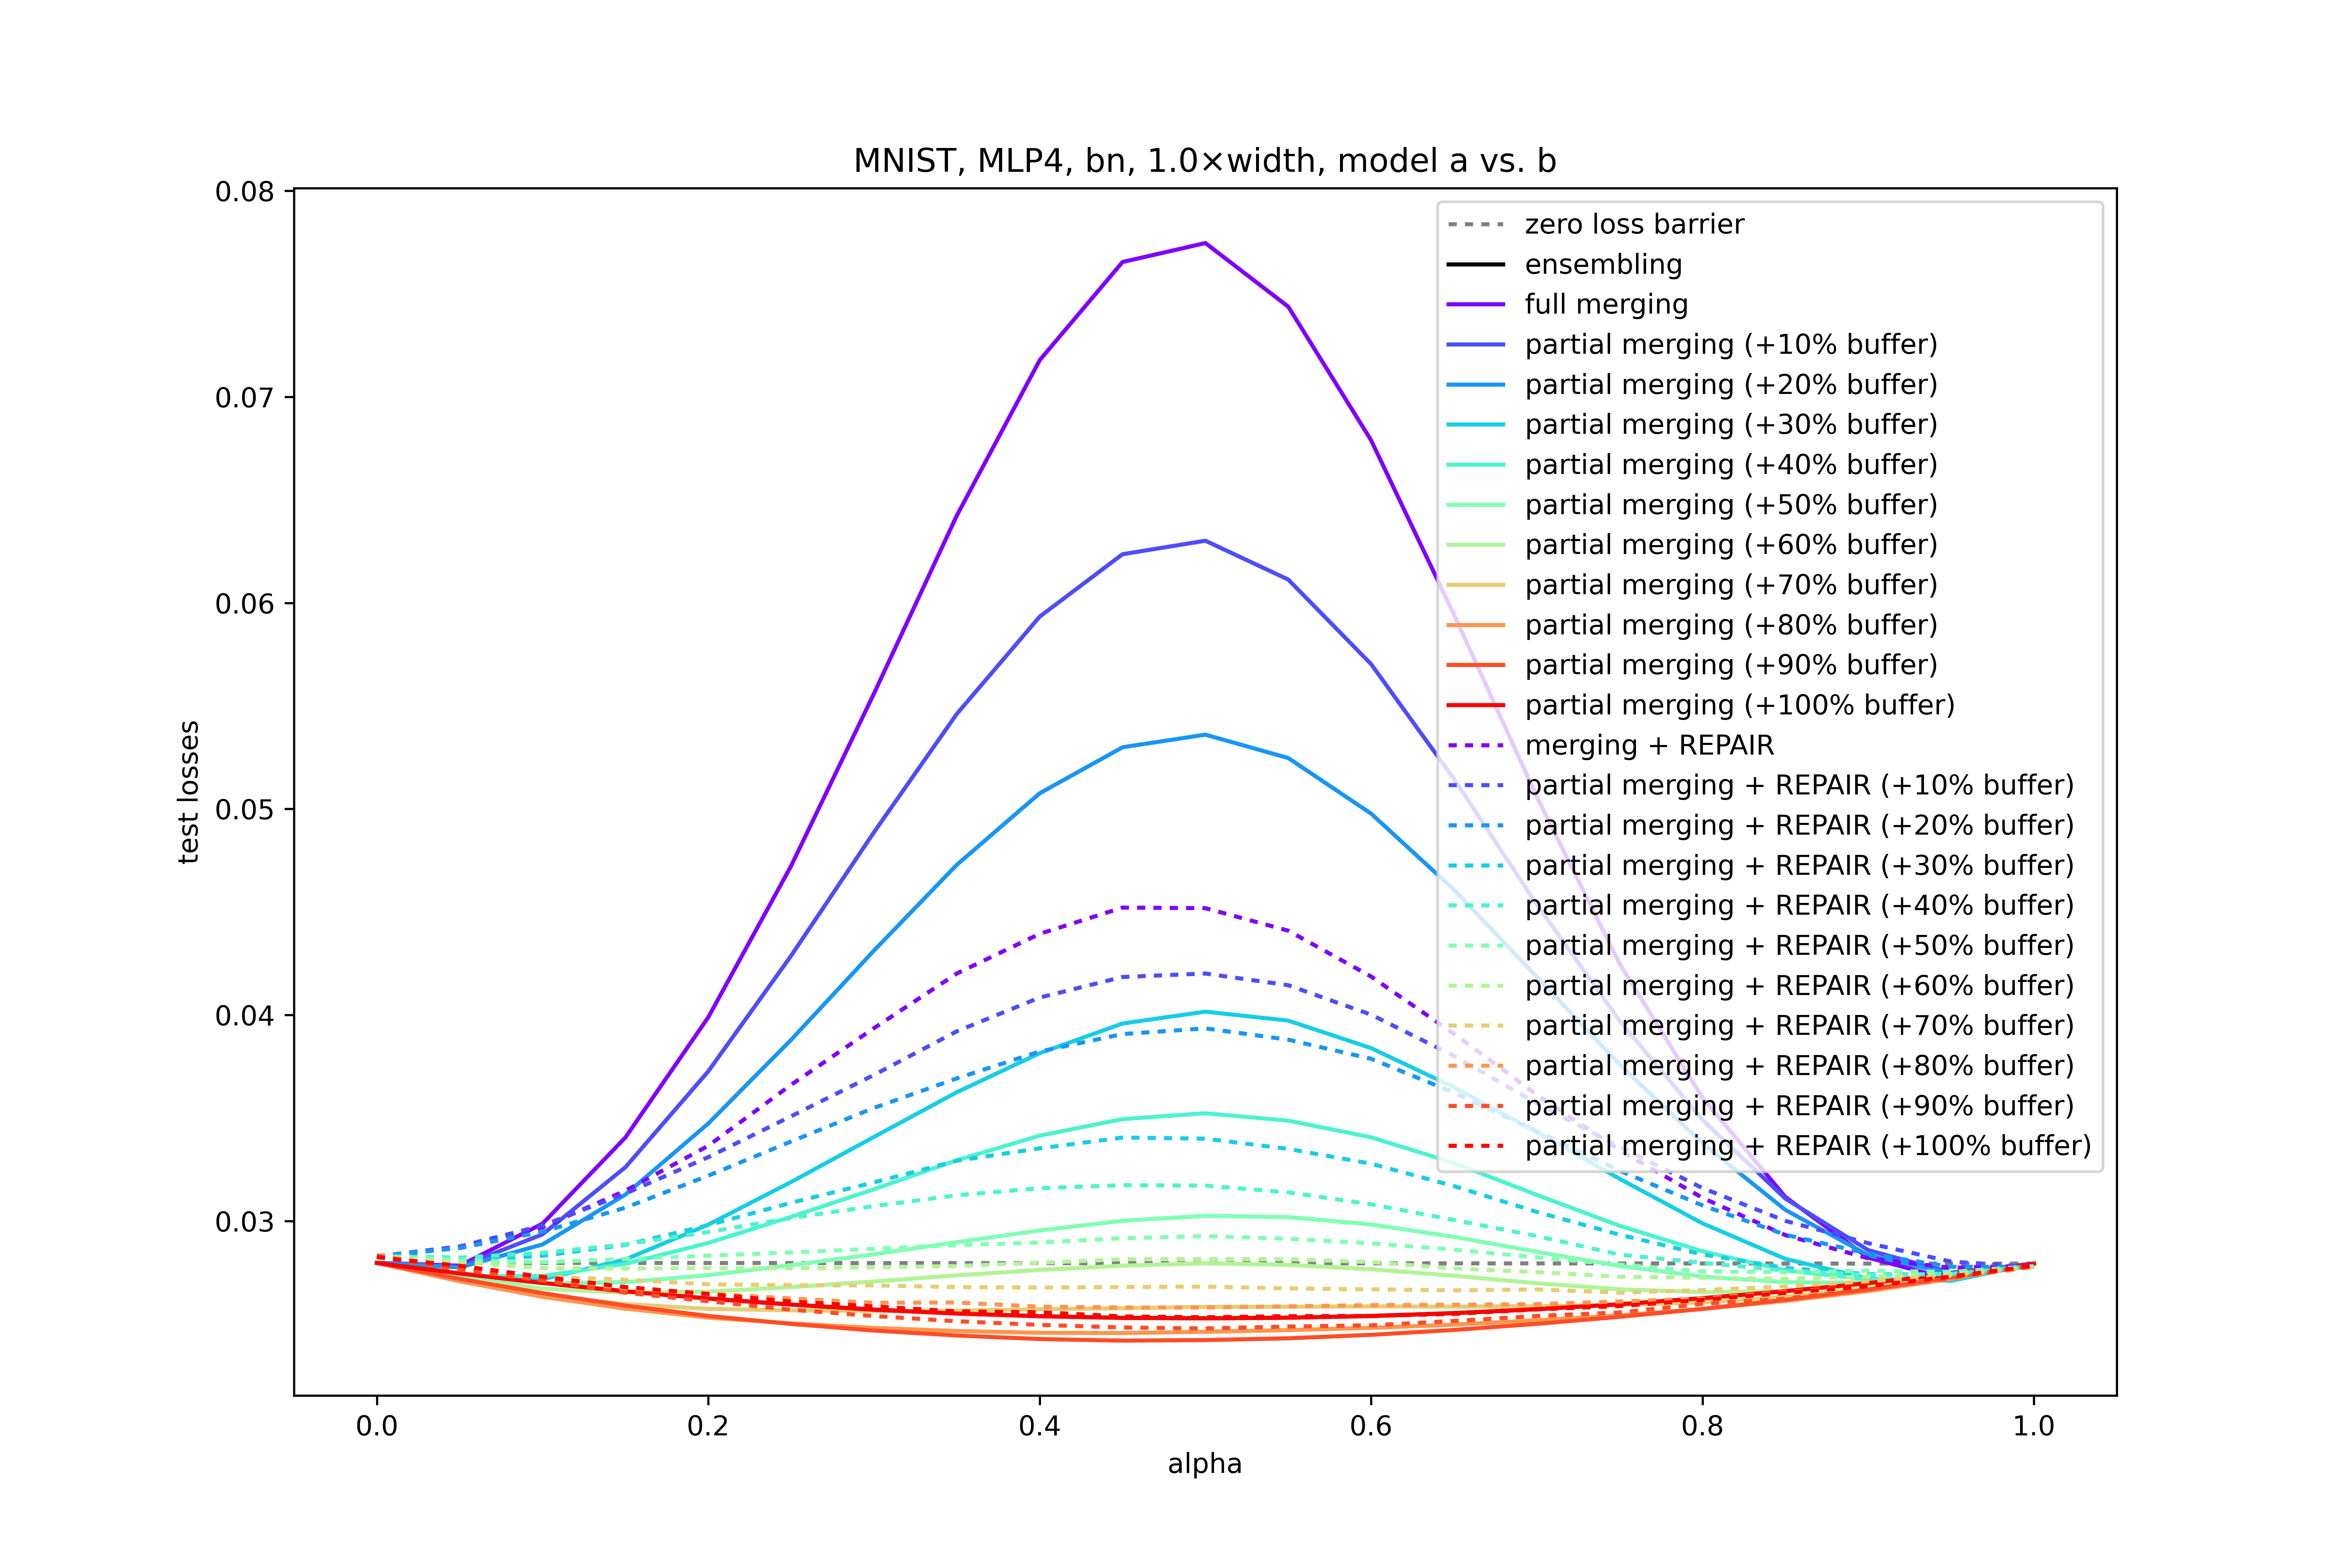 MNIST, MLP4, bn, 1.0×width, model a vs. b
0.08
0.07
0.06
0.05
0.04
0.03
test losses
zero loss barrier
ensembling
full merging
partial merging (+10% buffer)
partial merging (+20% buffer)
partial merging (+30% buffer)
partial merging (+40% buffer)
partial merging (+50% buffer)
partial merging (+60% buffer)
partial merging (+70% buffer)
partial merging (+80% buffer)
partial merging (+90% buffer)
partial merging (+100% buffer)
merging + REPAIR
partial merging + REPAIR (+10% buffer)
partial merging + REPAIR (+20% buffer)
partial merging + REPAIR (+30% buffer)
partial merging + REPAIR (+40% buffer)
partial merging + REPAIR (+50% buffer)
partial merging + REPAIR (+60% buffer)
partial merging + REPAIR (+70% buffer)
partial merging + REPAIR (+80% buffer)
partial merging + REPAIR (+90% buffer)
partial merging + REPAIR (+100% buffer)
0.0 0.2 0.4 0.6 0.8 1.0
alpha